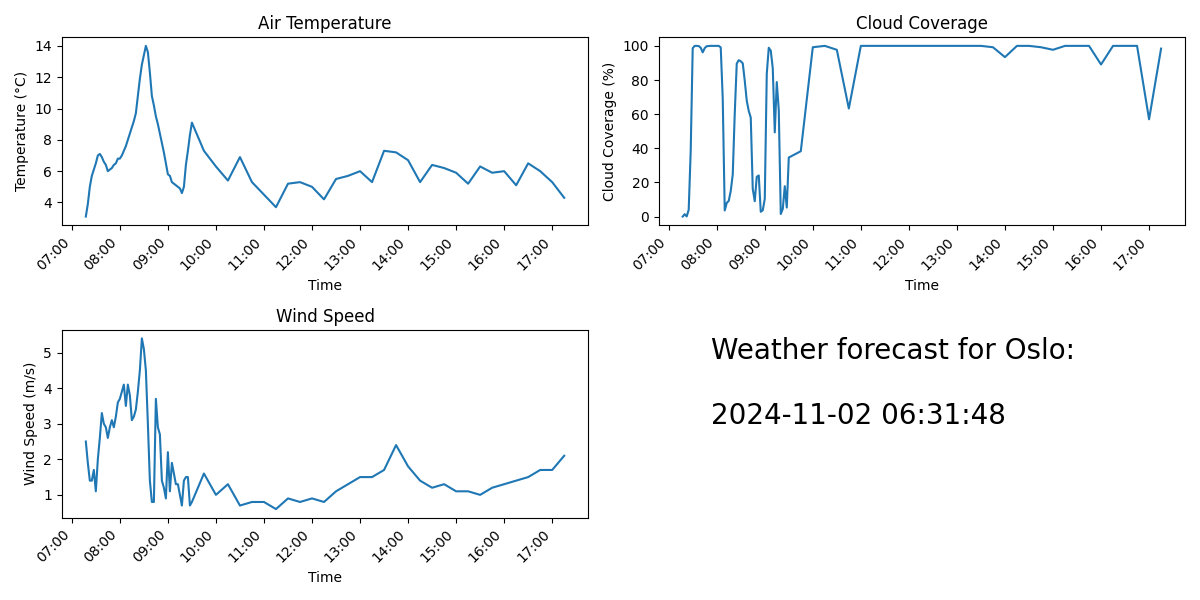 Air Temperature
Temperature (°C)
14
12
10
8
6
4
07:00 08:00 09:00 10:00 11:00 12:00 13:00 14:00 15:00 16:00 17:00
Time
Cloud Coverage
Cloud Coverage (%)
100
80
60
40
20
0
07:00 08:00 09:00 10:00 11:00 12:00 13:00 14:00 15:00 16:00 17:00
Time
Wind Speed
Wind Speed (m/s)
5
4
3
2
1
07:00 08:00 09:00 10:00 11:00 12:00 13:00 14:00 15:00 16:00 17:00
Time
Weather forecast for Oslo:
2024-11-02 06:31:48